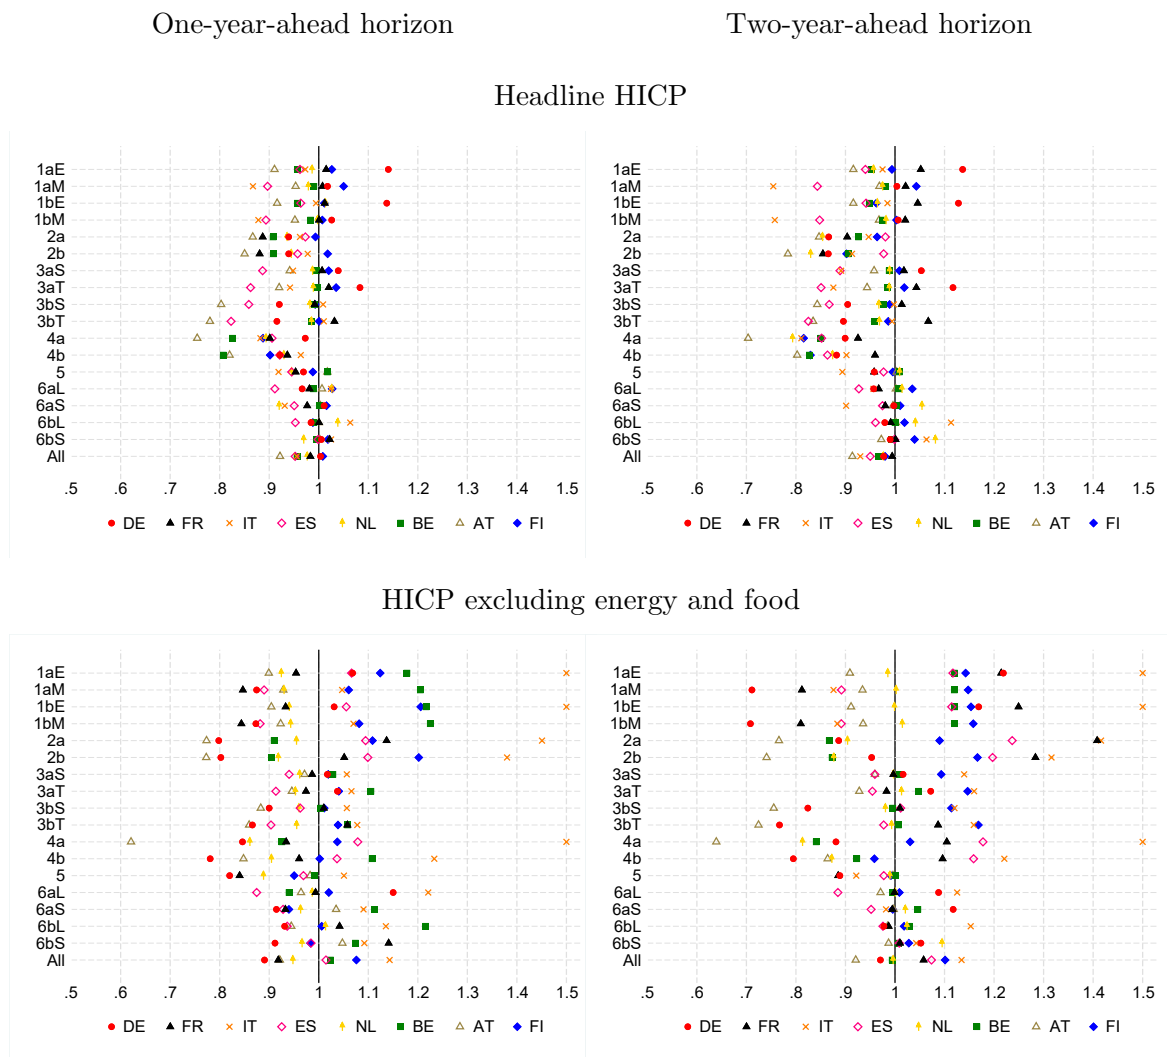 One-year-ahead horizon Two-year-ahead horizon
Headline HICP
1aE 1aE
1aM 1aM
1bE 1bE
1bM 1bM
2a 2a
2b 2b
3aS 3aS
3aT 3aT
3bS 3bS
3bT 3bT
4a 4a
4b 4b
5 5
6aL 6aL
6aS 6aS
6bL 6bL
6bS 6bS
All All
.5 .6 .7 .8 .9 1 1.1 1.2 1.3 1.4 1.5 .5 .6 .7 .8 .9 1 1.1 1.2 1.3 1.4 1.5
DE FR IT ES NL BE AT FI DE FR IT ES NL BE AT FI
HICP excluding energy and food
1aE 1aE
1aM 1aM
1bE 1bE
1bM 1bM
2a 2a
2b 2b
3aS 3aS
3aT 3aT
3bS 3bS
3bT 3bT
4a 4a
4b 4b
5 5
6aL 6aL
6aS 6aS
6bL 6bL
6bS 6bS
All All
.5 .6 .7 .8 .9 1 1.1 1.2 1.3 1.4 1.5 .5 .6 .7 .8 .9 1 1.1 1.2 1.3 1.4 1.5
DE FR IT ES NL BE AT FI DE FR IT ES NL BE AT FI